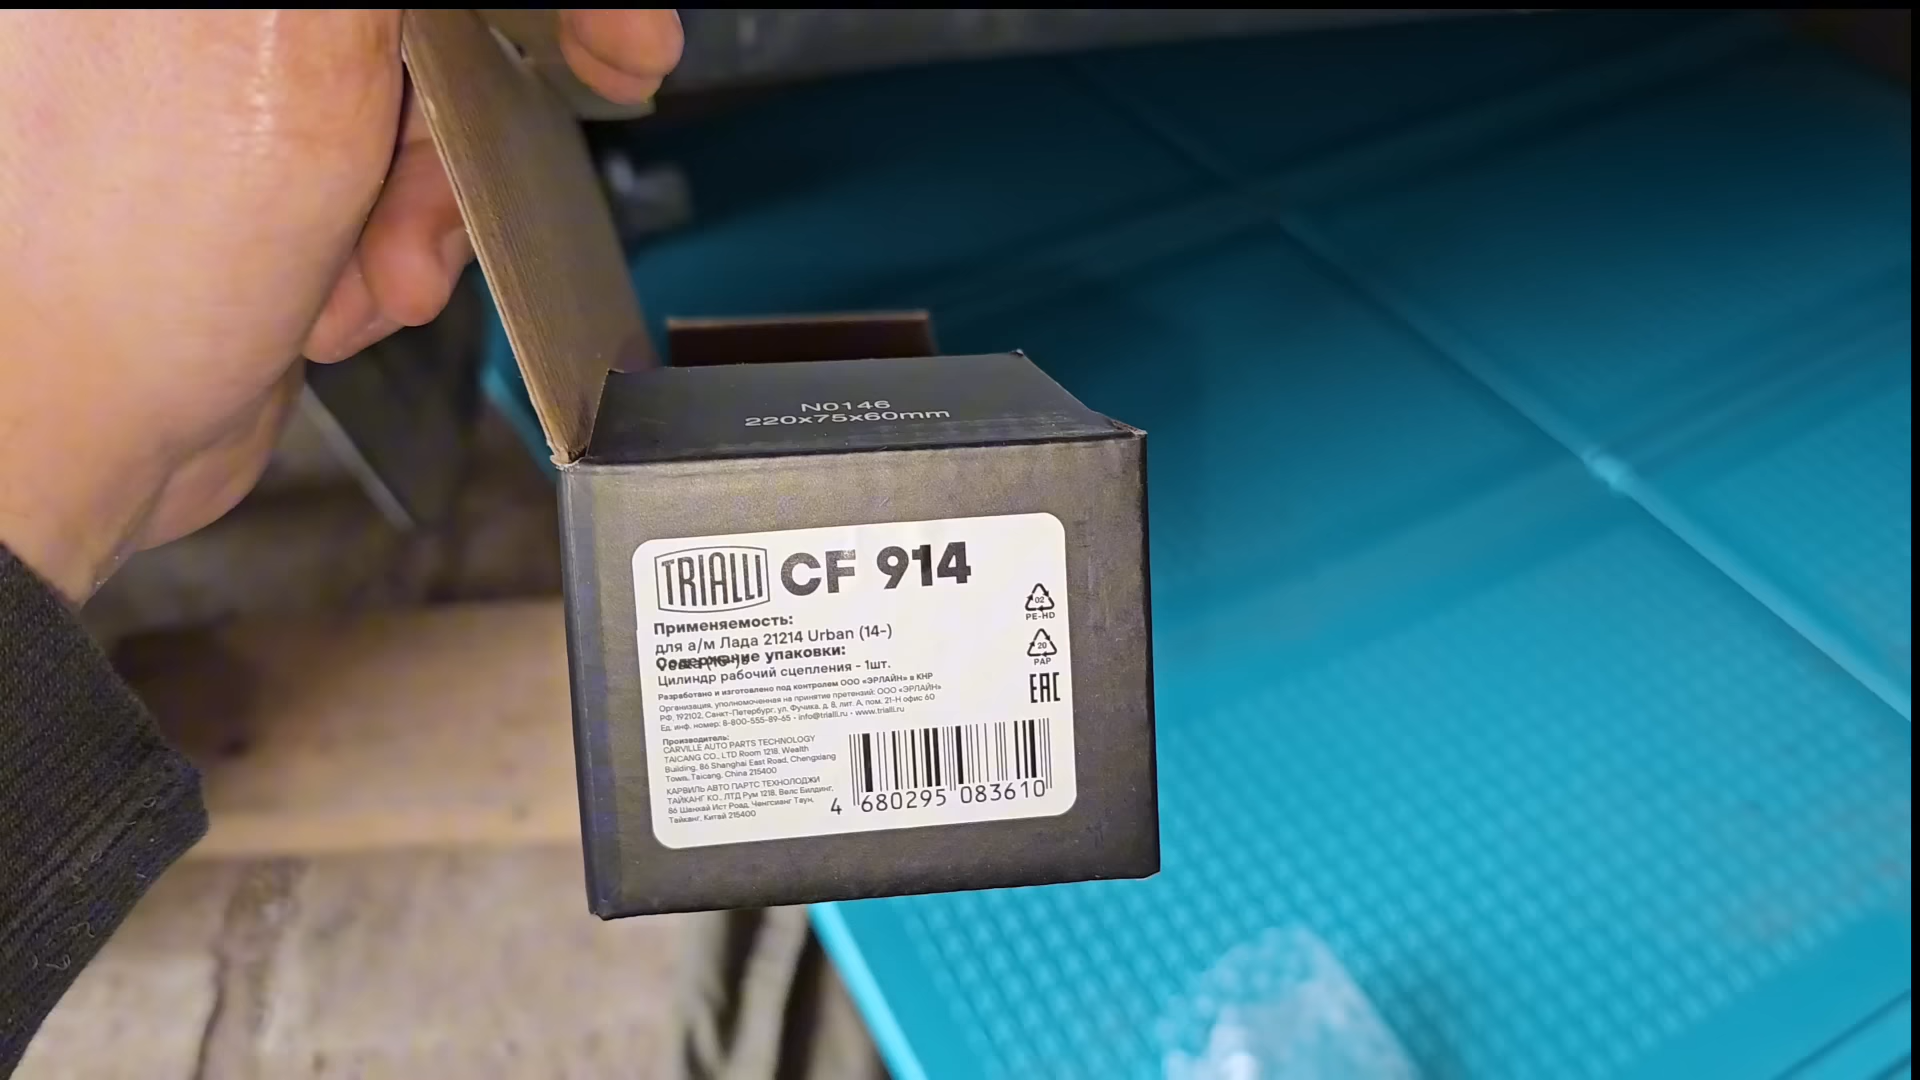 N0146
220x75x60mm
TRIALLI CF 914
Применяемость:
для а/м Лада 21214 Urban (14-)
Содержание упаковки:
Цилиндр рабочий сцепления - 1шт.
Разработано и изготовлено под контролем ООО «ЭРЛАЙН» в КНР
Организация, уполномоченная на принятие претензий: ООО «ЭРЛАЙН»
РФ, 192102, Санкт-Петербург, ул. Фучика, д. 8, лит. А, пом. 21-Н офис 60
Ед. инф. номер: 8-800-555-89-65 - info@trialli.ru - www.trialli.ru
Производитель:
CARVILLE AUTO PARTS TECHNOLOGY
TAICANG CO., LTD Room 1218, Wealth
Building, 86 Shanghai East Road, Chengxiang
Town, Taicang, China 215400
КАРВИЛЬ АВТО ПАРТС ТЕХНОЛОДЖИ
ТАЙКАНГ КО., ЛТД Рум 1218, Велс Билдинг,
86 Шанхай Ист Роад, Ченгсианг Таун,
Тайканг, Китай 215400
02
PE-HD
20
PAP
EAC
4 680295 083610